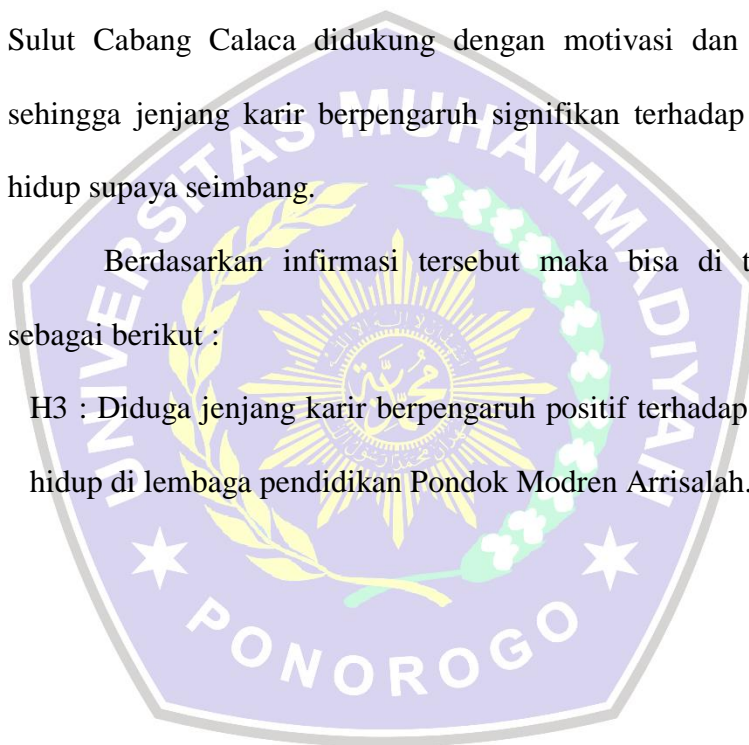 Sulut Cabang Calaca didukung dengan motivasi dan
sehingga jenjang karir berpengaruh signifikan terhadap
hidup supaya seimbang.
Berdasarkan infirmasi tersebut maka bisa di t
sebagai berikut :
H3 : Diduga jenjang karir berpengaruh positif terhadap
hidup di lembaga pendidikan Pondok Modren Arrisalah.
UNIVERSITAS MUHAMMADIYAH
PONOROGO